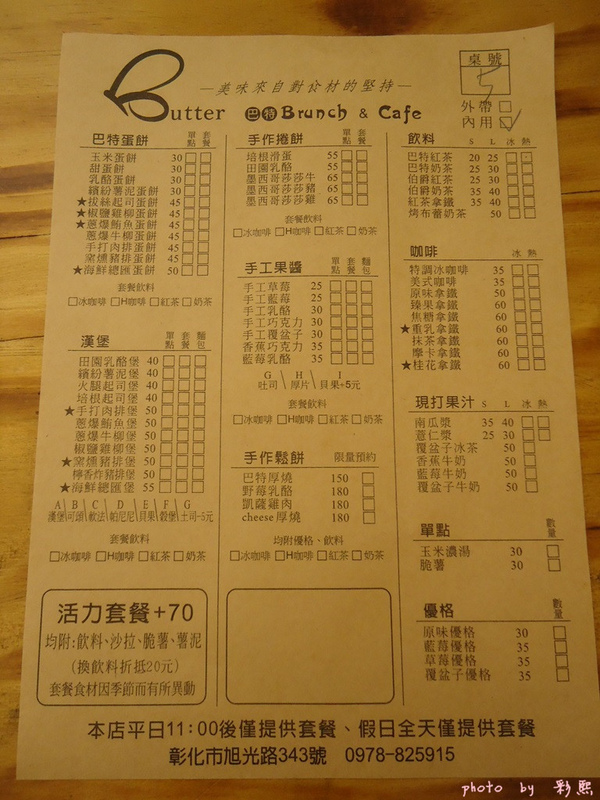 美味來自對食材的堅持
Butter 巴特 Brunch & Cafe
桌號
5
外帶
內用
巴特蛋餅 單點 套餐
玉米蛋餅 30
甜蛋餅 30
乳酪蛋餅 30
繽紛薯泥蛋餅 30
★拔絲起司蛋餅 45
★椒鹽雞柳蛋餅 45
★蔥爆鮪魚蛋餅 45
蔥爆牛柳蛋餅 45
手打肉排蛋餅 45
窯燻豬排蛋餅 45
★海鮮總匯蛋餅 50
套餐飲料
□冰咖啡 □H咖啡 □紅茶 □奶茶
漢堡 單點 套餐 麵包
田園乳酪堡 40
繽紛薯泥堡 40
火腿起司堡 40
培根起司堡 40
★手打肉排堡 50
蔥爆鮪魚堡 50
蔥爆牛柳堡 50
椒鹽雞柳堡 50
★窯燻豬排堡 50
檸香炸豬排堡 50
★海鮮總匯堡 55
A B C D E F G
漢堡\可頌\軟法\帕尼尼\貝果\穀堡\土司-5元
套餐飲料
□冰咖啡 □H咖啡 □紅茶 □奶茶
活力套餐+70
均附:飲料、沙拉、脆薯、薯泥
(換飲料折抵20元)
套餐食材因季節而有所異動
手作捲餅 單點 套餐
培根滑蛋 55
田園乳酪 55
墨西哥莎莎牛 65
墨西哥莎莎豬 65
墨西哥莎莎雞 65
套餐飲料
□冰咖啡 □H咖啡 □紅茶 □奶茶
手工果醬 單點 套餐 麵包
手工草莓 25
手工藍莓 25
手工乳酪 30
手工巧克力 30
手工覆盆子 30
香蕉巧克力 35
藍莓乳酪 35
G H I
吐司\厚片\貝果+5元
套餐飲料
□冰咖啡 □H咖啡 □紅茶 □奶茶
手作鬆餅 限量預約
巴特厚燒 150
野莓乳酪 180
凱薩雞肉 180
cheese厚燒 180
均附優格、飲料
□冰咖啡 □H咖啡 □紅茶 □奶茶
飲料 S L 冰 熱
巴特紅茶 20 25
巴特奶茶 25 30
伯爵紅茶 25 30
伯爵奶茶 35 40
紅茶拿鐵 35 40
烤布蕾奶茶 50
咖啡 冰 熱
特調冰咖啡 35
美式咖啡 35
原味拿鐵 50
臻果拿鐵 60
焦糖拿鐵 60
★重乳拿鐵 60
抹茶拿鐵 60
摩卡拿鐵 60
★桂花拿鐵 60
現打果汁 S L 冰 熱
南瓜漿 35 40
薏仁漿 25 30
覆盆子冰茶 50
香蕉牛奶 50
藍莓牛奶 50
覆盆子牛奶 50
單點 數量
玉米濃湯 30
脆薯 30
優格 數量
原味優格 30
藍莓優格 35
草莓優格 35
覆盆子優格 35
本店平日11:00後僅提供套餐、假日全天僅提供套餐
彰化市旭光路343號 0978-825915
photo by 彩熙